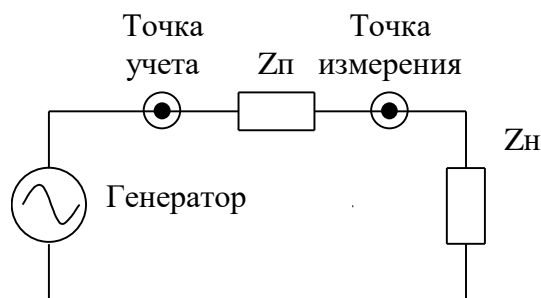 Точка
учета
Zп
Точка
измерения
Zн
Генератор